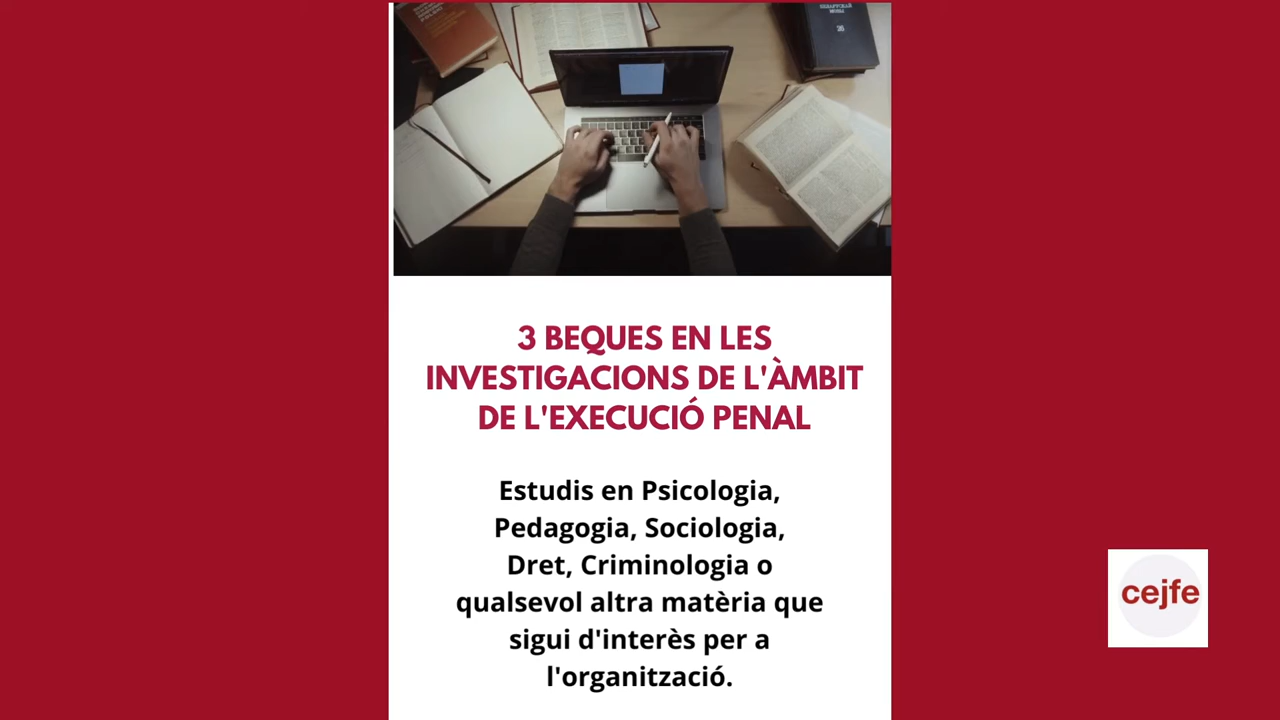 3 BEQUES EN LES
INVESTIGACIONS DE L'ÀMBIT
DE L'EXECUCIÓ PENAL
Estudis en Psicologia,
Pedagogia, Sociologia,
Dret, Criminologia o
qualsevol altra matèria que
sigui d'interès per a
l'organització.
cejfe